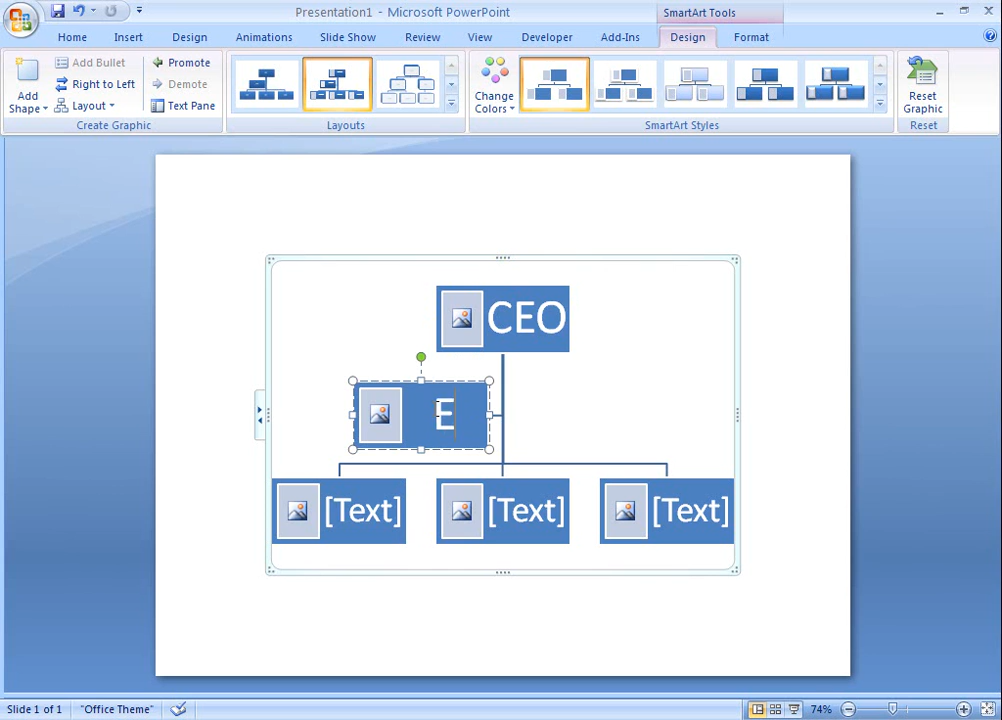 Presentation1 - Microsoft PowerPoint
SmartArt Tools
Home Insert Design Animations Slide Show Review View Developer Add-Ins Design Format
Add Shape
Add Bullet
Right to Left
Layout
Promote
Demote
Text Pane
Create Graphic
Layouts
Change Colors
SmartArt Styles
Reset Graphic
Reset
CEO
E
[Text] [Text] [Text]
Slide 1 of 1 "Office Theme" 74%